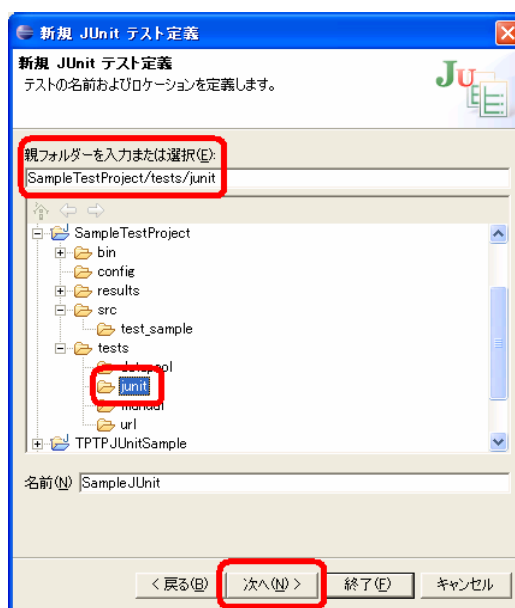 新規 JUnit テスト定義
新規 JUnit テスト定義
テストの名前およびロケーションを定義します。
JU
親フォルダーを入力または選択(E):
SampleTestProject/tests/junit
SampleTestProject
bin
config
results
src
test_sample
tests
datapool
junit
manual
url
TPTPJUnitSample
名前(N) SampleJUnit
< 戻る(B) 次へ(N) > 終了(F) キャンセル